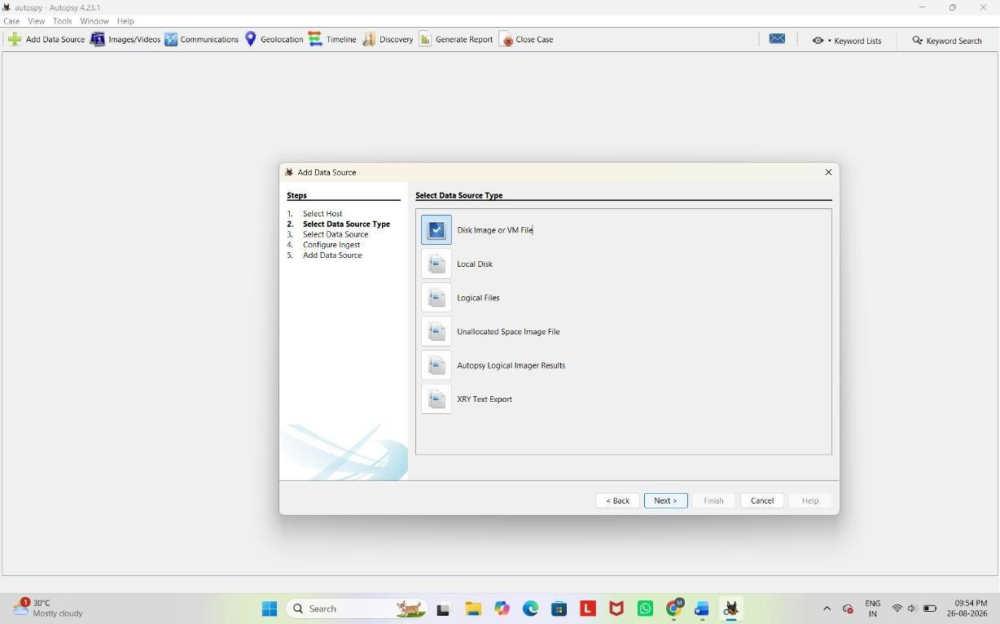 autospy - Autopsy 4.23.1
Case View Tools Window Help
Add Data Source Images/Videos Communications Geolocation Timeline Discovery Generate Report Close Case Keyword Lists Keyword Search
Add Data Source
Steps
1. Select Host
2. Select Data Source Type
3. Select Data Source
4. Configure Ingest
5. Add Data Source
Select Data Source Type
Disk Image or VM File
Local Disk
Logical Files
Unallocated Space Image File
Autopsy Logical Imager Results
XRY Text Export
< Back Next > Finish Cancel Help
1
30°C
Mostly cloudy
Search
L
M
ENG
IN
09:54 PM
26-08-2026